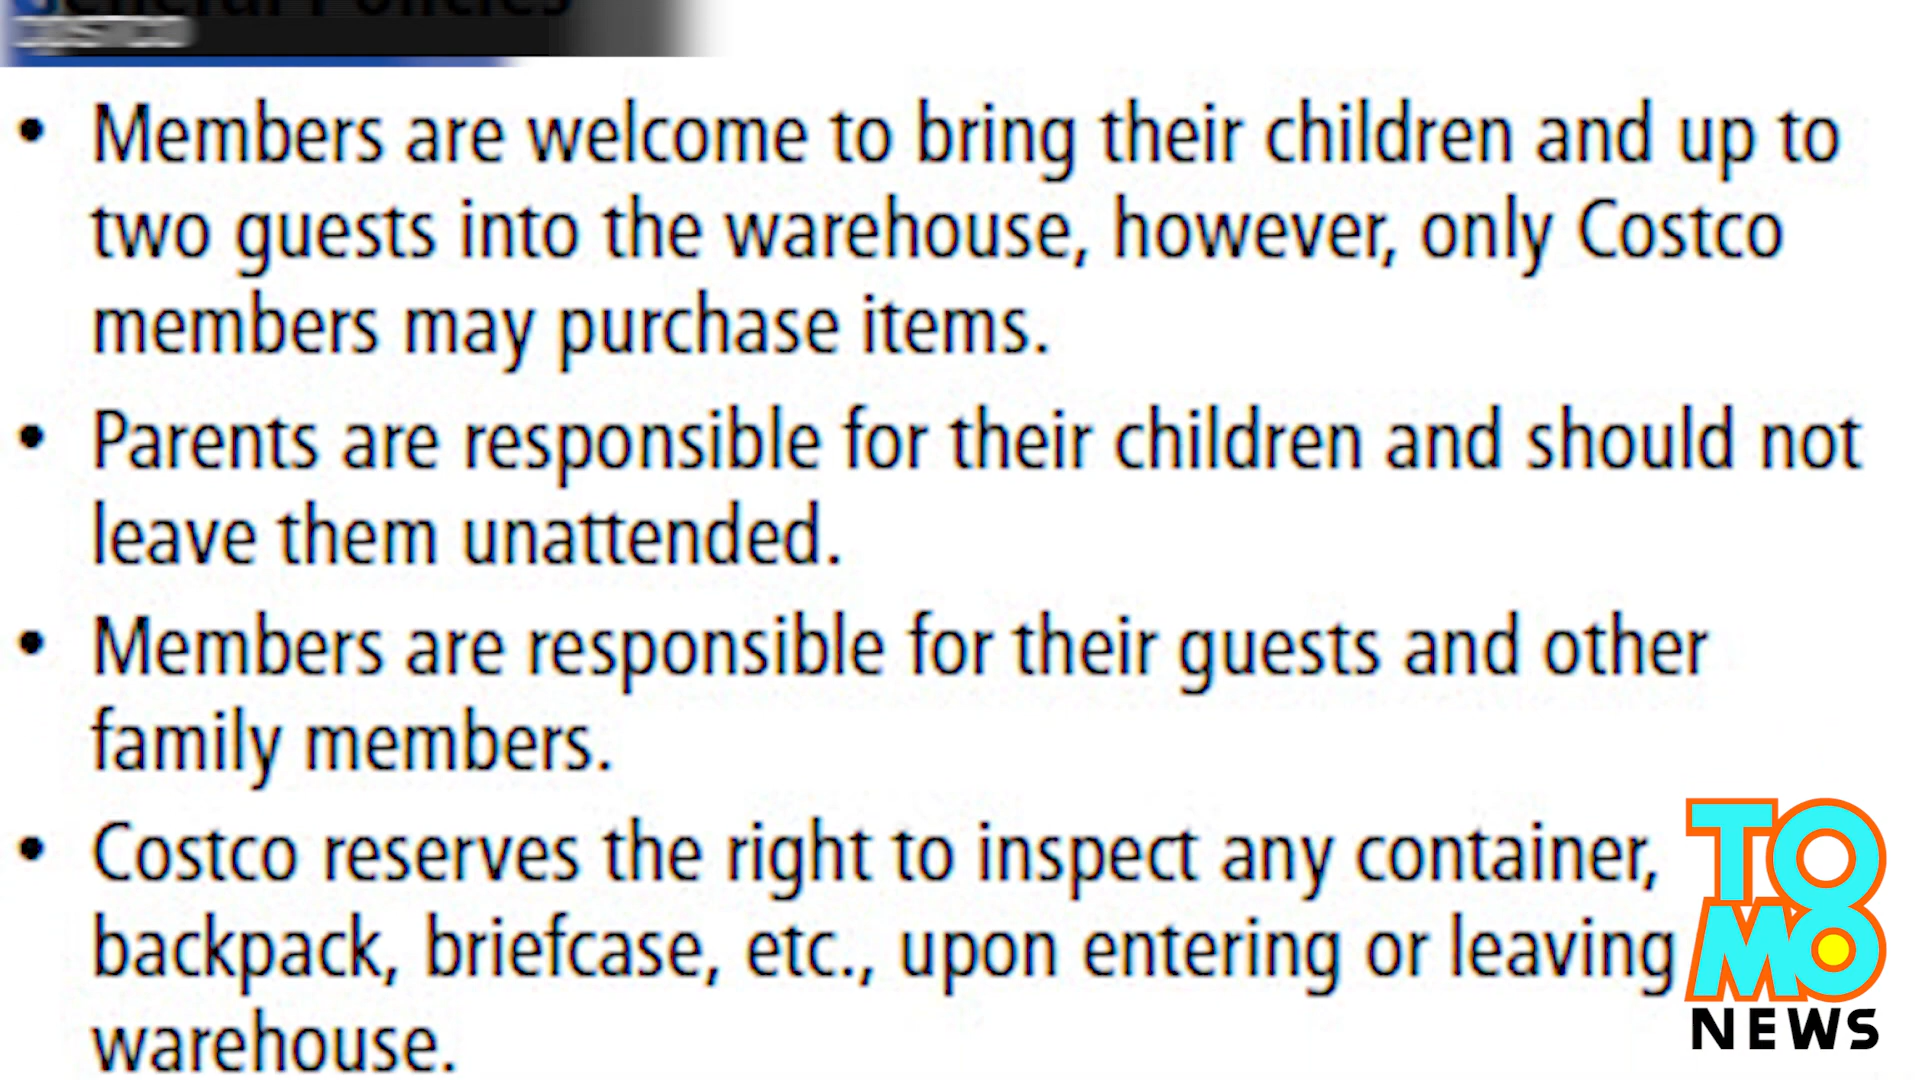 General Policies
• Members are welcome to bring their children and up to
two guests into the warehouse, however, only Costco
members may purchase items.
• Parents are responsible for their children and should not
leave them unattended.
• Members are responsible for their guests and other
family members.
• Costco reserves the right to inspect any container,
backpack, briefcase, etc., upon entering or leaving
warehouse.
TOMO
NEWS